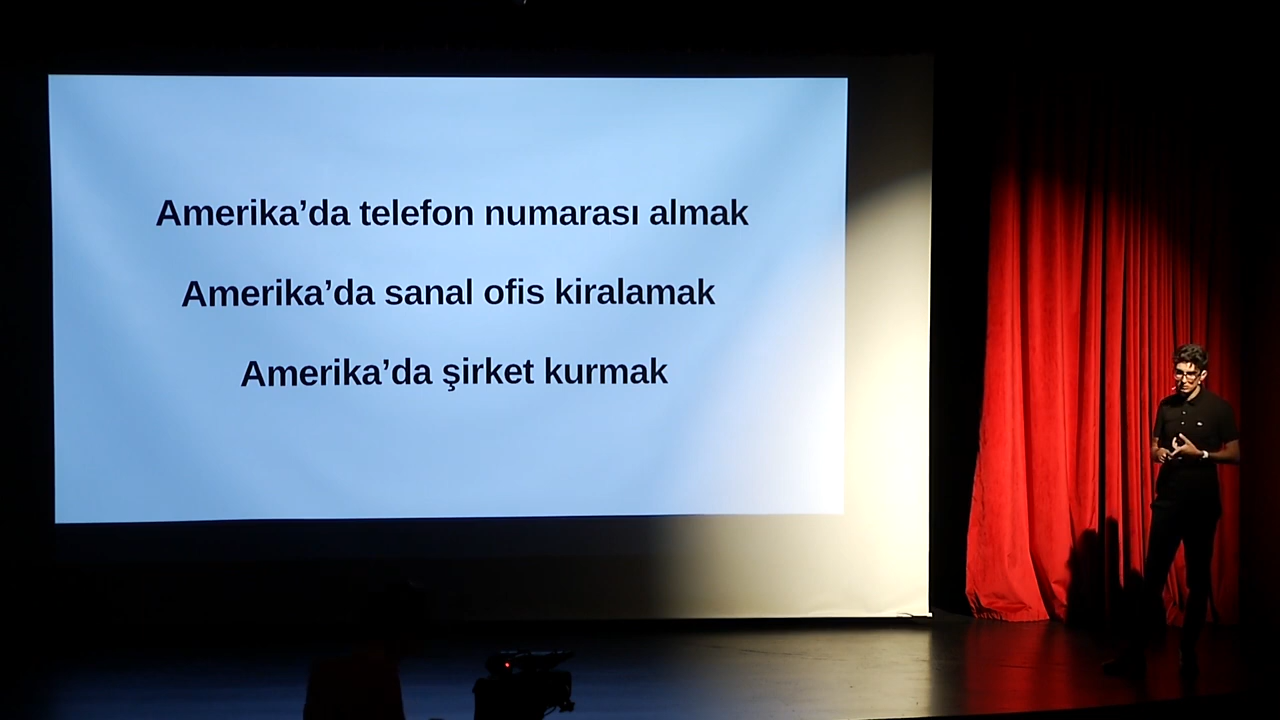 Amerika’da telefon numarası almak
Amerika’da sanal ofis kiralamak
Amerika’da şirket kurmak